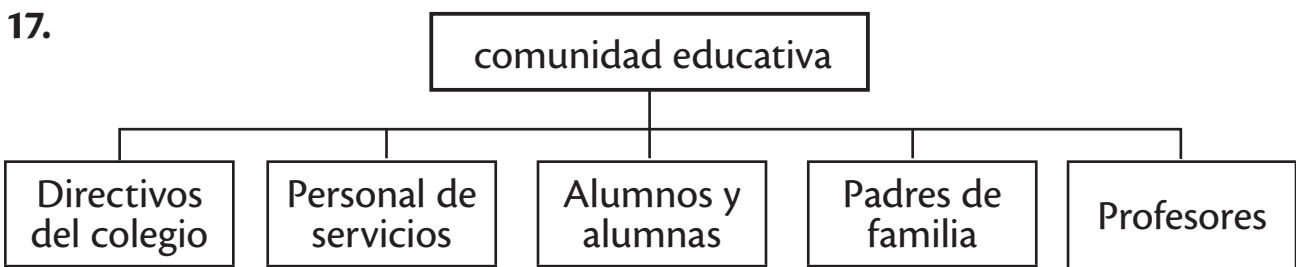 17.
comunidad educativa
Directivos
del colegio
Personal de
servicios
Alumnos y
alumnas
Padres de
familia
Profesores